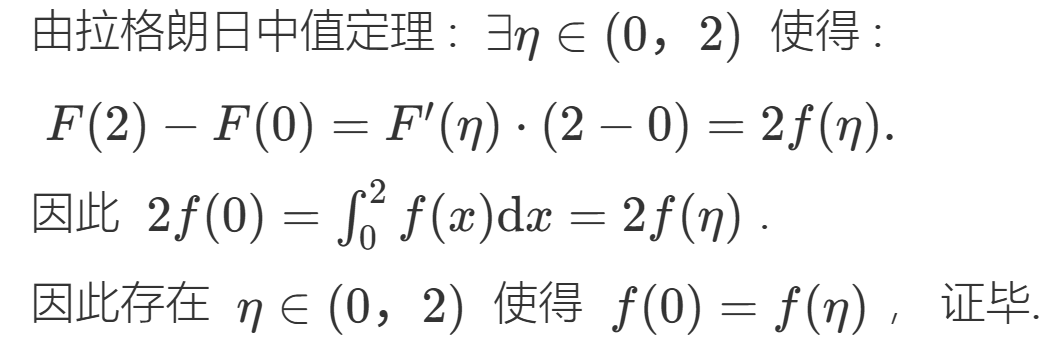 由拉格朗日中值定理: ∃η ∈ (0, 2) 使得:
F(2) − F(0) = F′(η) · (2 − 0) = 2f(η).
因此 2f(0) = ∫₀² f(x)dx = 2f(η) .
因此存在 η ∈ (0, 2) 使得 f(0) = f(η) , 证毕.